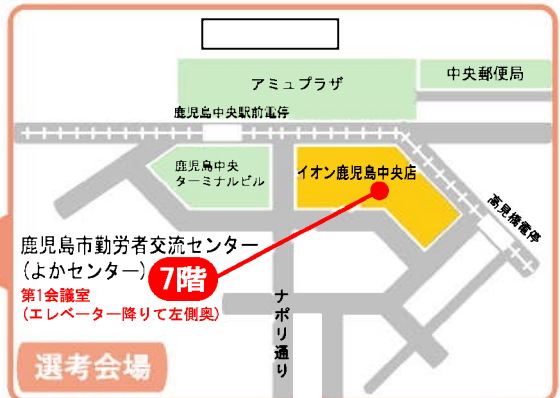 アミュプラザ
中央郵便局
鹿児島中央駅前電停
鹿児島中央
ターミナルビル
イオン鹿児島中央店
高見橋電停
鹿児島市勤労者交流センター
(よかセンター)
7階
第1会議室
(エレベーター降りて左側奥)
ナポリ通り
選考会場